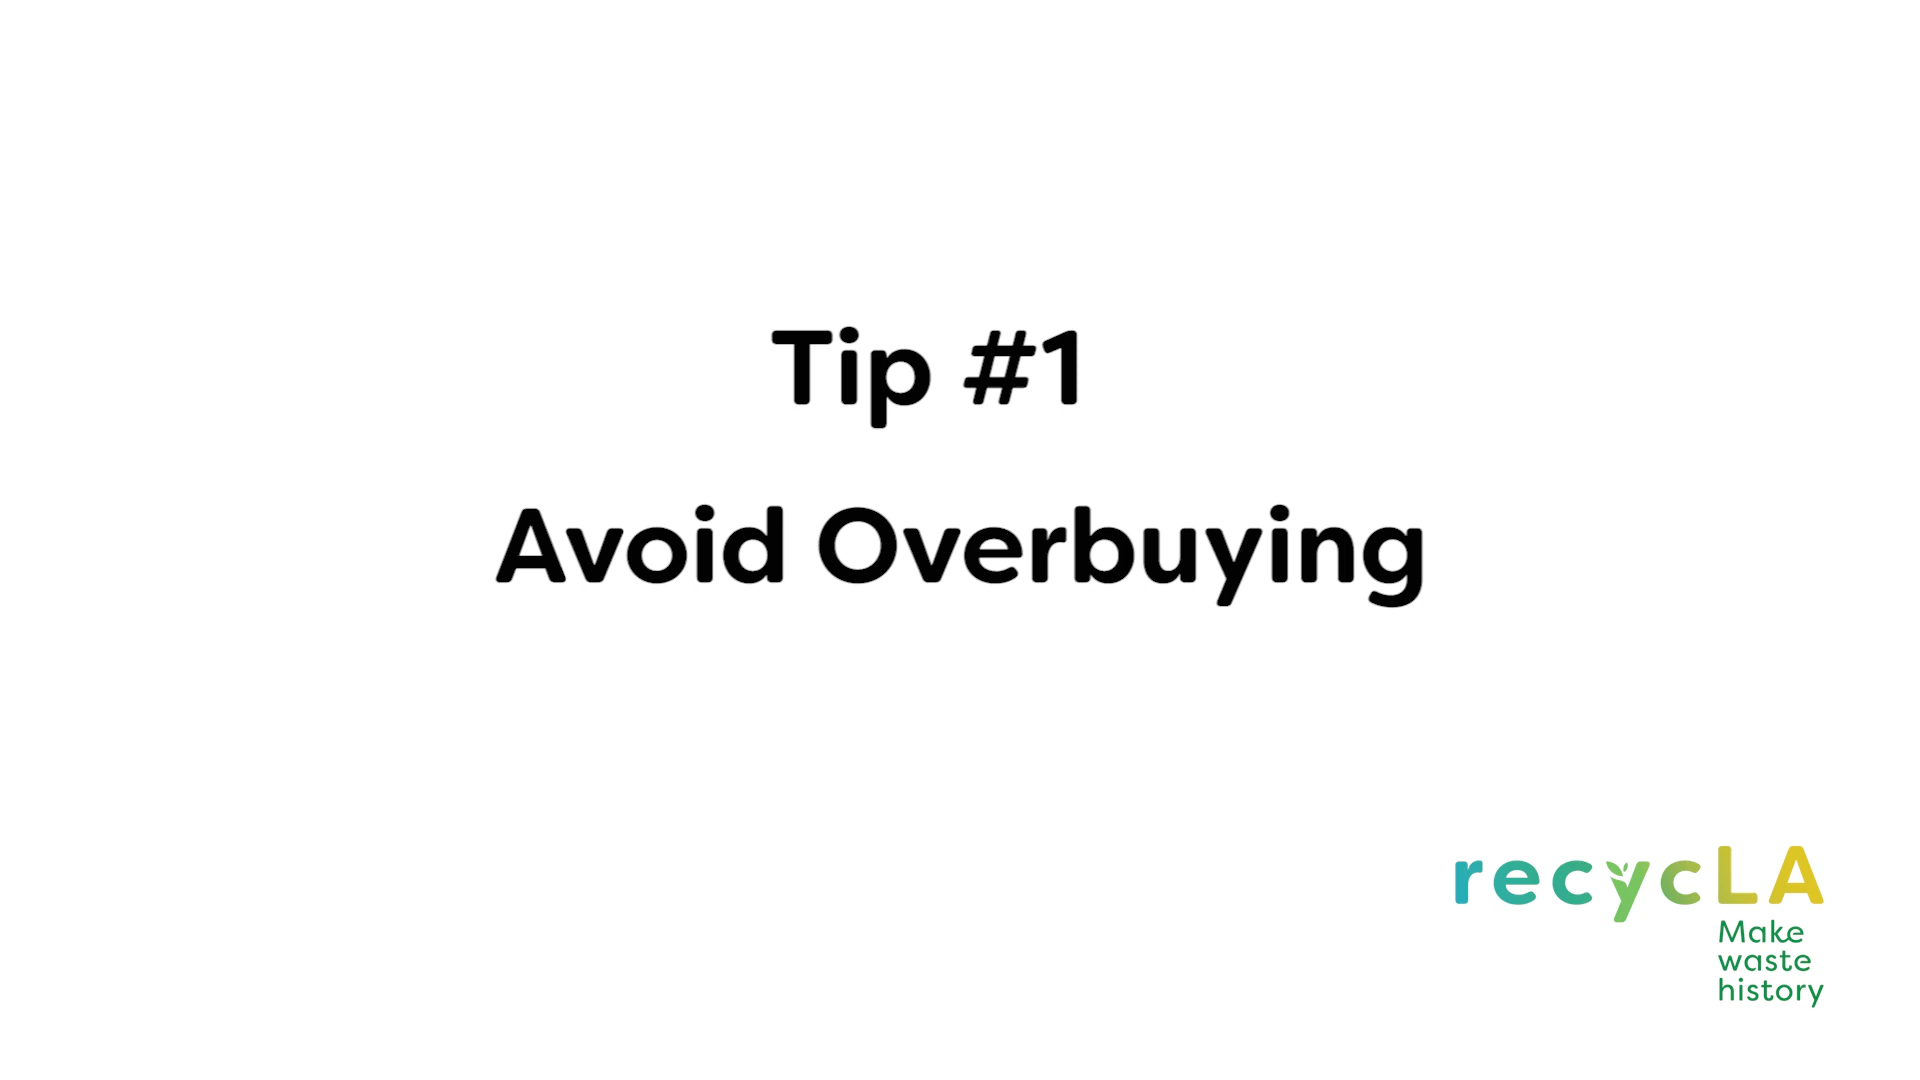 Tip #1
Avoid Overbuying
recycLA
Make
waste
history